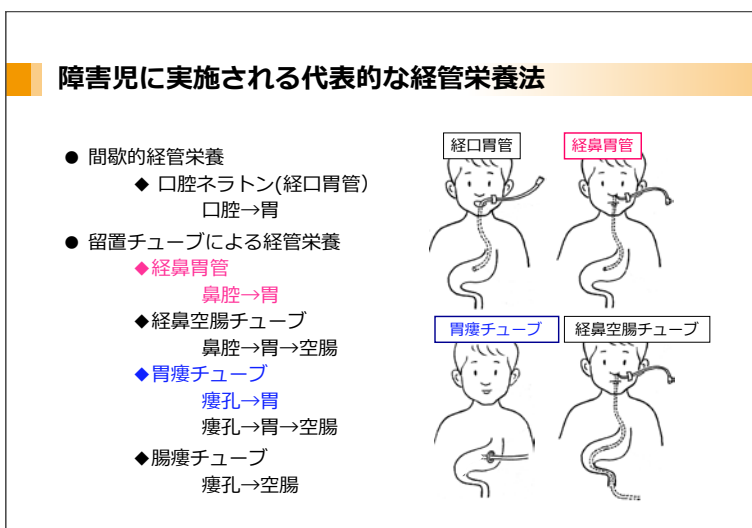 障害児に実施される代表的な経管栄養法
● 間歇的経管栄養
◆ 口腔ネラトン(経口胃管）
口腔→胃
● 留置チューブによる経管栄養
◆経鼻胃管
鼻腔→胃
◆経鼻空腸チューブ
鼻腔→胃→空腸
◆胃瘻チューブ
瘻孔→胃
瘻孔→胃→空腸
◆腸瘻チューブ
瘻孔→空腸
経口胃管
経鼻胃管
胃瘻チューブ
経鼻空腸チューブ